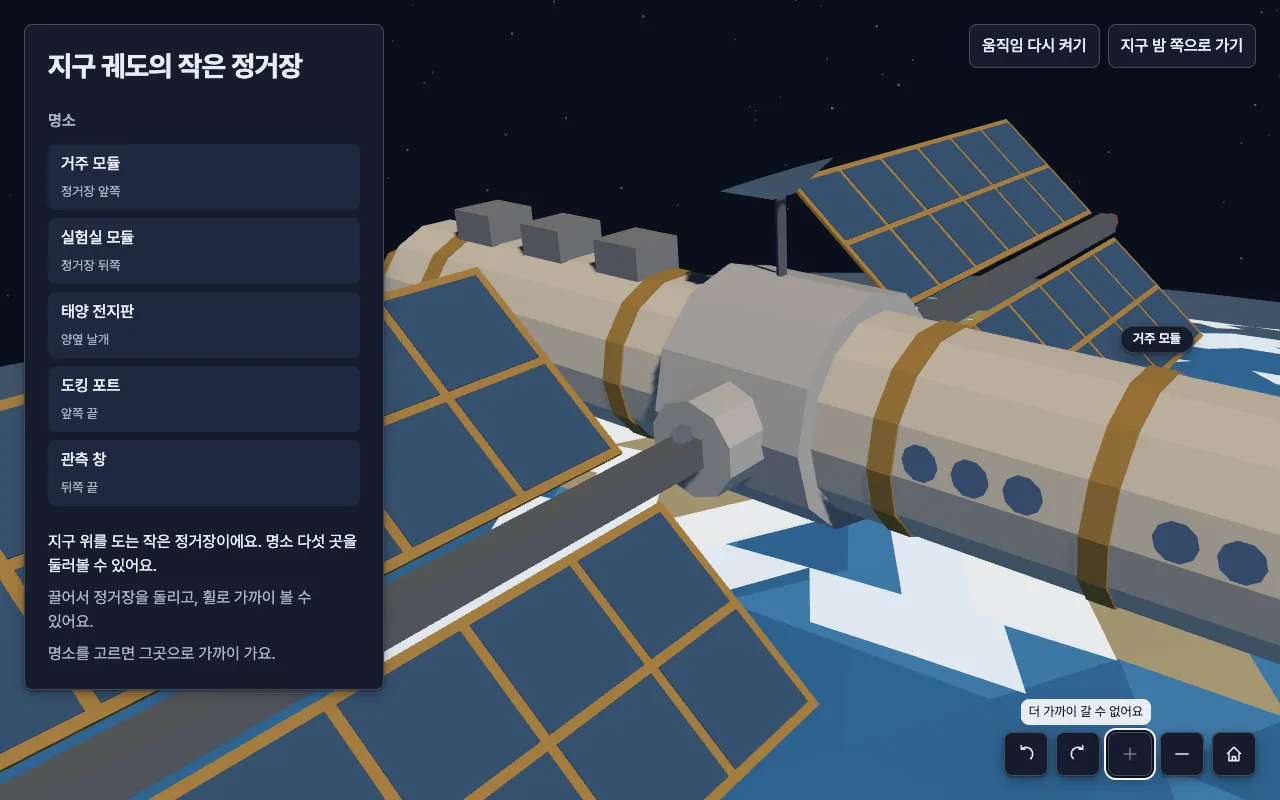 지구 궤도의 작은 정거장
명소
거주 모듈
정거장 앞쪽
실험실 모듈
정거장 뒤쪽
태양 전지판
양옆 날개
도킹 포트
앞쪽 끝
관측 창
뒤쪽 끝
지구 위를 도는 작은 정거장이에요. 명소 다섯 곳을
둘러볼 수 있어요.
끌어서 정거장을 돌리고, 휠로 가까이 볼 수
있어요.
명소를 고르면 그곳으로 가까이 가요.
움직임 다시 켜기
지구 밤 쪽으로 가기
거주 모듈
더 가까이 갈 수 없어요